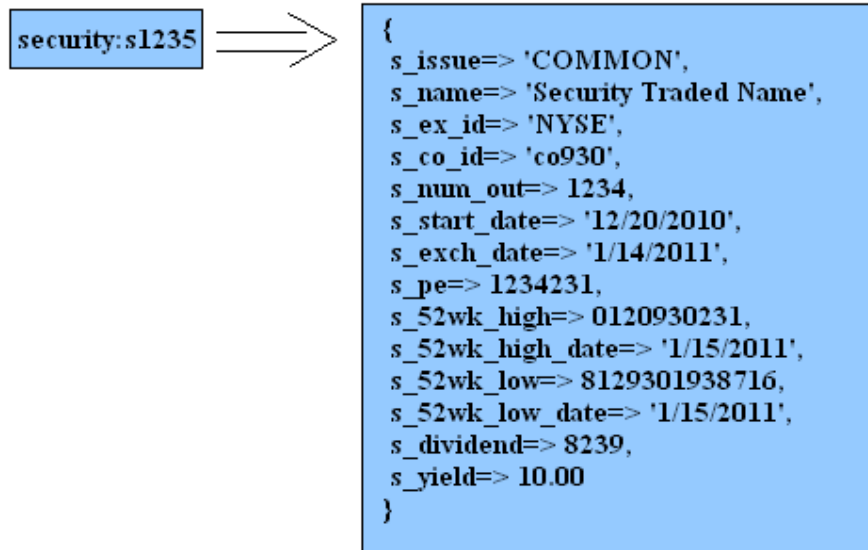 security:s1235
{
s_issue=> 'COMMON',
s_name=> 'Security Traded Name',
s_ex_id=> 'NYSE',
s_co_id=> 'co930',
s_num_out=> 1234,
s_start_date=> '12/20/2010',
s_exch_date=> '1/14/2011',
s_pe=> 1234231,
s_52wk_high=> 0120930231,
s_52wk_high_date=> '1/15/2011',
s_52wk_low=> 8129301938716,
s_52wk_low_date=> '1/15/2011',
s_dividend=> 8239,
s_yield=> 10.00
}